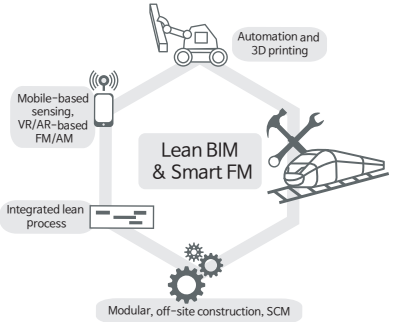 Automation and
3D printing
Mobile-based
sensing,
VR/AR-based
FM/AM
Lean BIM
& Smart FM
Integrated lean
process
Modular, off-site construction, SCM